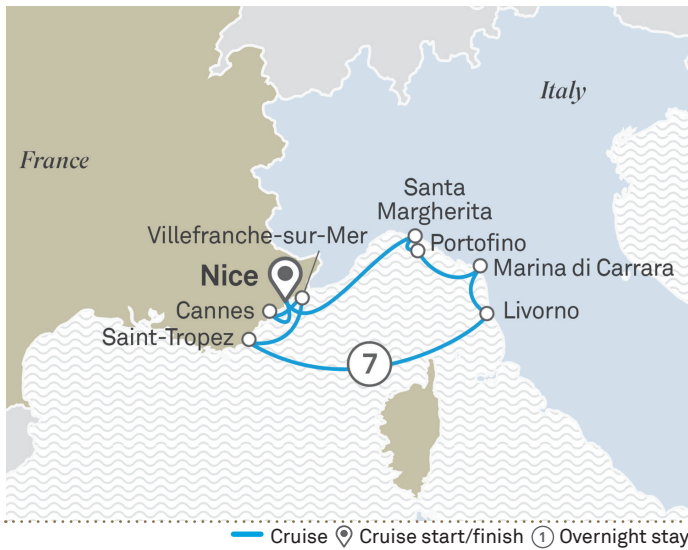 Italy
France
Santa
Margherita
Villefranche-sur-Mer
Portofino
Nice
Marina di Carrara
Cannes
Livorno
Saint-Tropez
7
Cruise Cruise start/finish 1 Overnight stay